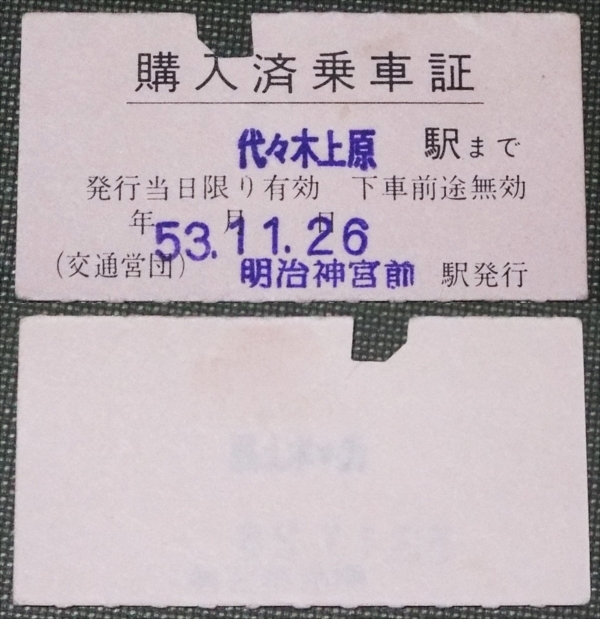 購入済乗車証
代々木上原 駅まで
発行当日限り有効 下車前途無効
年 月 日
53.11.26
(交通営団) 明治神宮前 駅発行